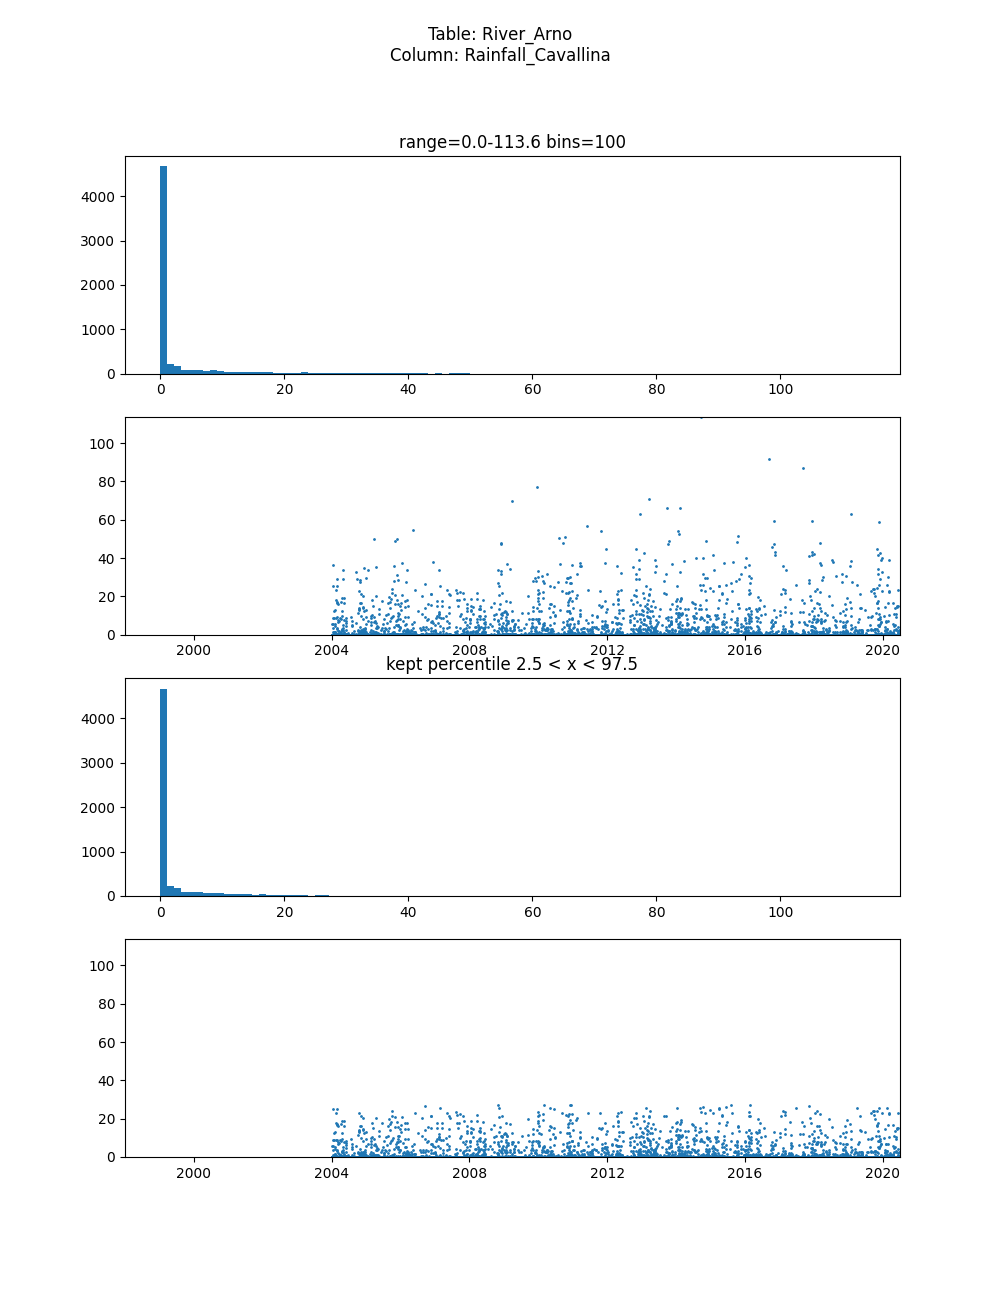 Table: River_Arno
Column: Rainfall_Cavallina
range=0.0-113.6 bins=100
4000
3000
2000
1000
0
0 20 40 60 80 100
100
80
60
40
20
0
2000 2004 2008 2012 2016 2020
kept percentile 2.5 < x < 97.5
4000
3000
2000
1000
0
0 20 40 60 80 100
100
80
60
40
20
0
2000 2004 2008 2012 2016 2020